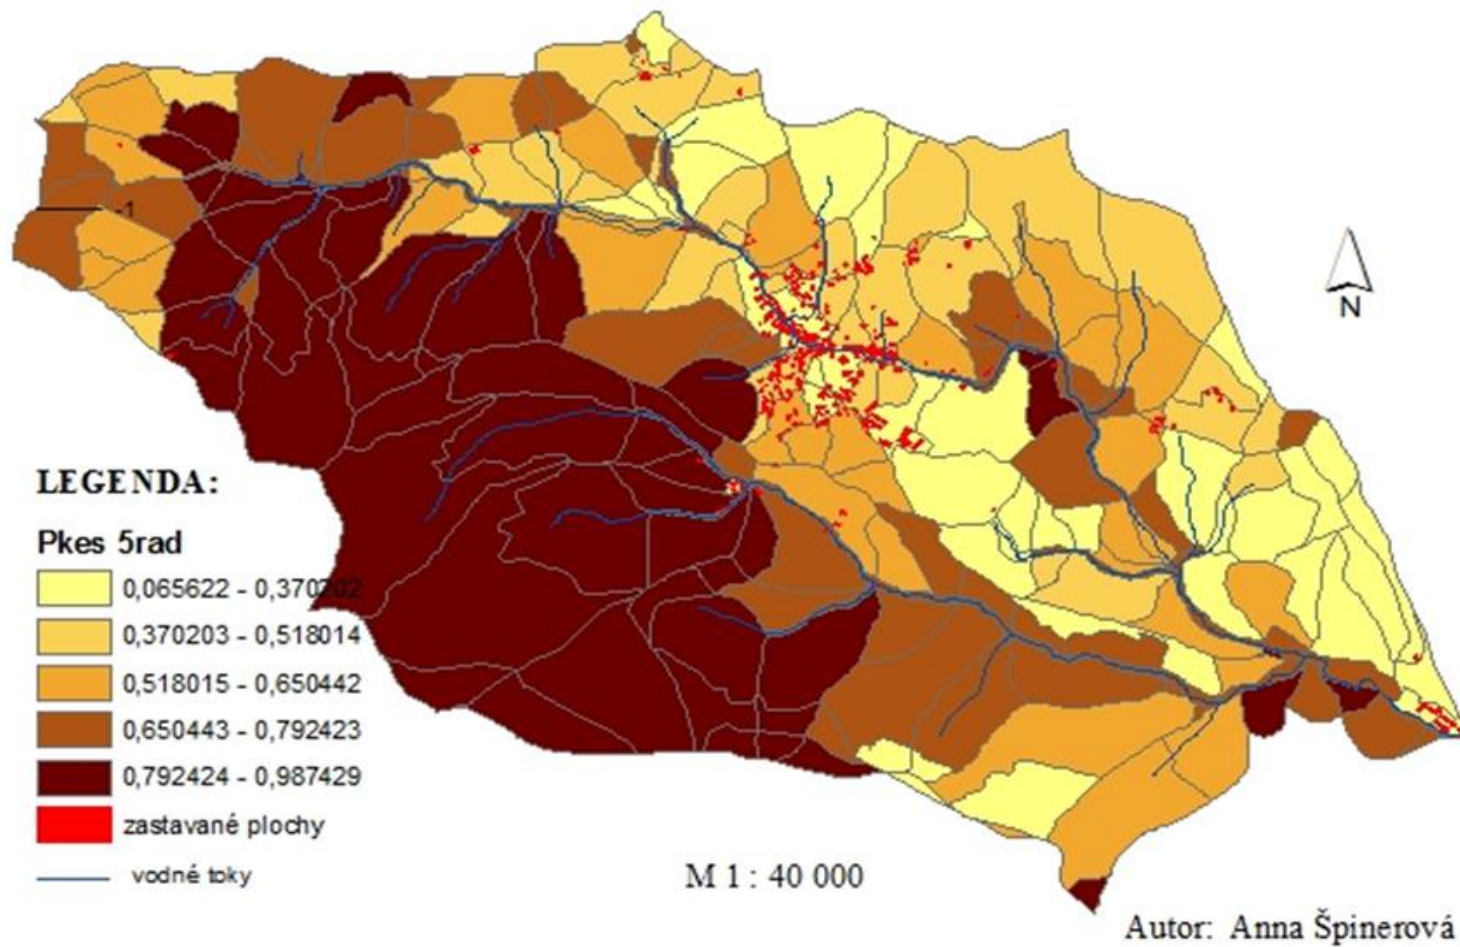 -1
N
LEGENDA:
Pkes 5rad
0,065622 - 0,370202
0,370203 - 0,518014
0,518015 - 0,650442
0,650443 - 0,792423
0,792424 - 0,987429
zastavané plochy
vodné toky
M 1 : 40 000
Autor: Anna Špinerová